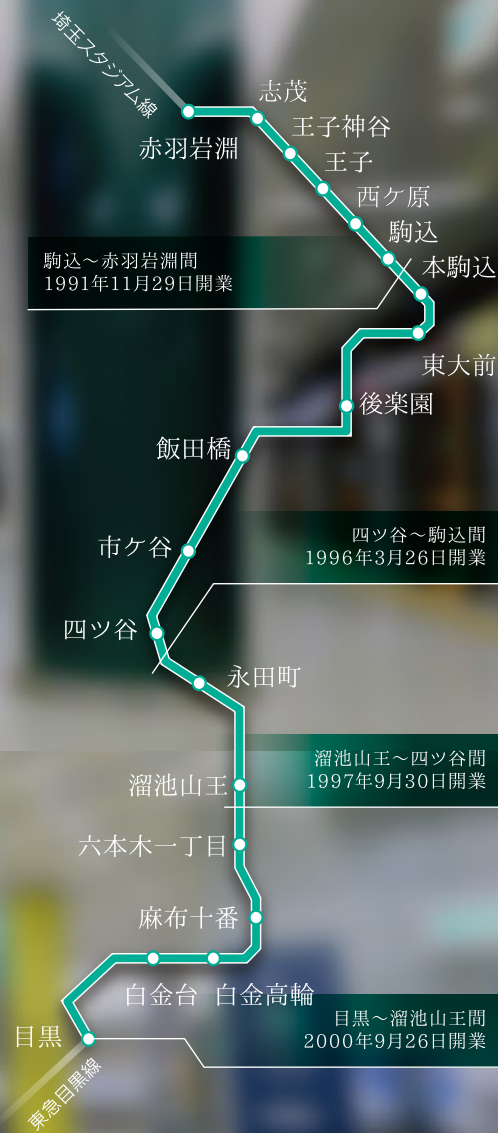 埼玉スタジアム線
志茂
赤羽岩淵
王子神谷
王子
西ケ原
駒込
駒込〜赤羽岩淵間
1991年11月29日開業
本駒込
東大前
後楽園
飯田橋
四ツ谷〜駒込間
1996年3月26日開業
市ケ谷
四ツ谷
永田町
溜池山王〜四ツ谷間
1997年9月30日開業
溜池山王
六本木一丁目
麻布十番
白金台 白金高輪
目黒〜溜池山王間
2000年9月26日開業
目黒
東急目黒線